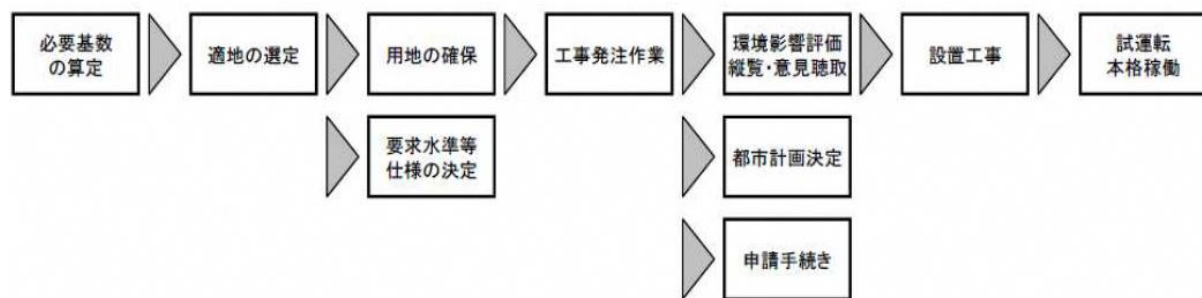 必要基数
の算定
適地の選定
用地の確保
工事発注作業
環境影響評価
縦覧・意見聴取
設置工事
試運転
本格稼働
要求水準等
仕様の決定
都市計画決定
申請手続き